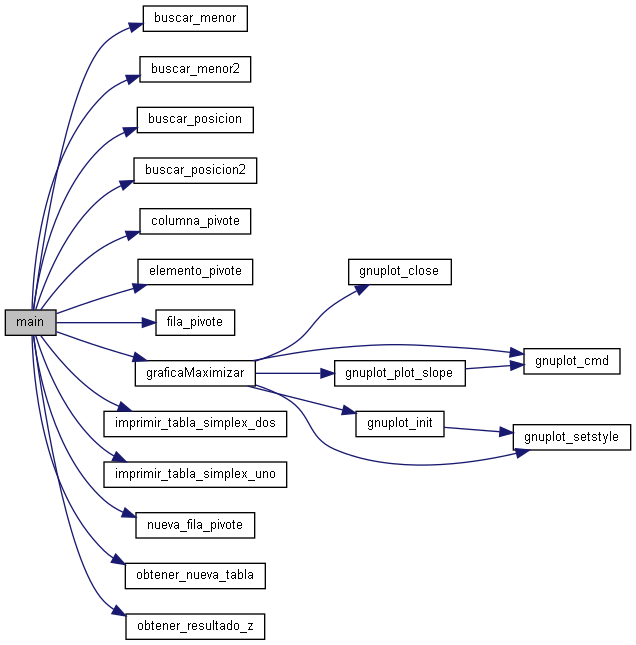 buscar_menor
buscar_menor2
buscar_posicion
buscar_posicion2
columna_pivote
elemento_pivote
gnuplot_close
main
fila_pivote
graficaMaximizar
gnuplot_plot_slope
gnuplot_cmd
imprimir_tabla_simplex_dos
gnuplot_init
gnuplot_setstyle
imprimir_tabla_simplex_uno
nueva_fila_pivote
obtener_nueva_tabla
obtener_resultado_z